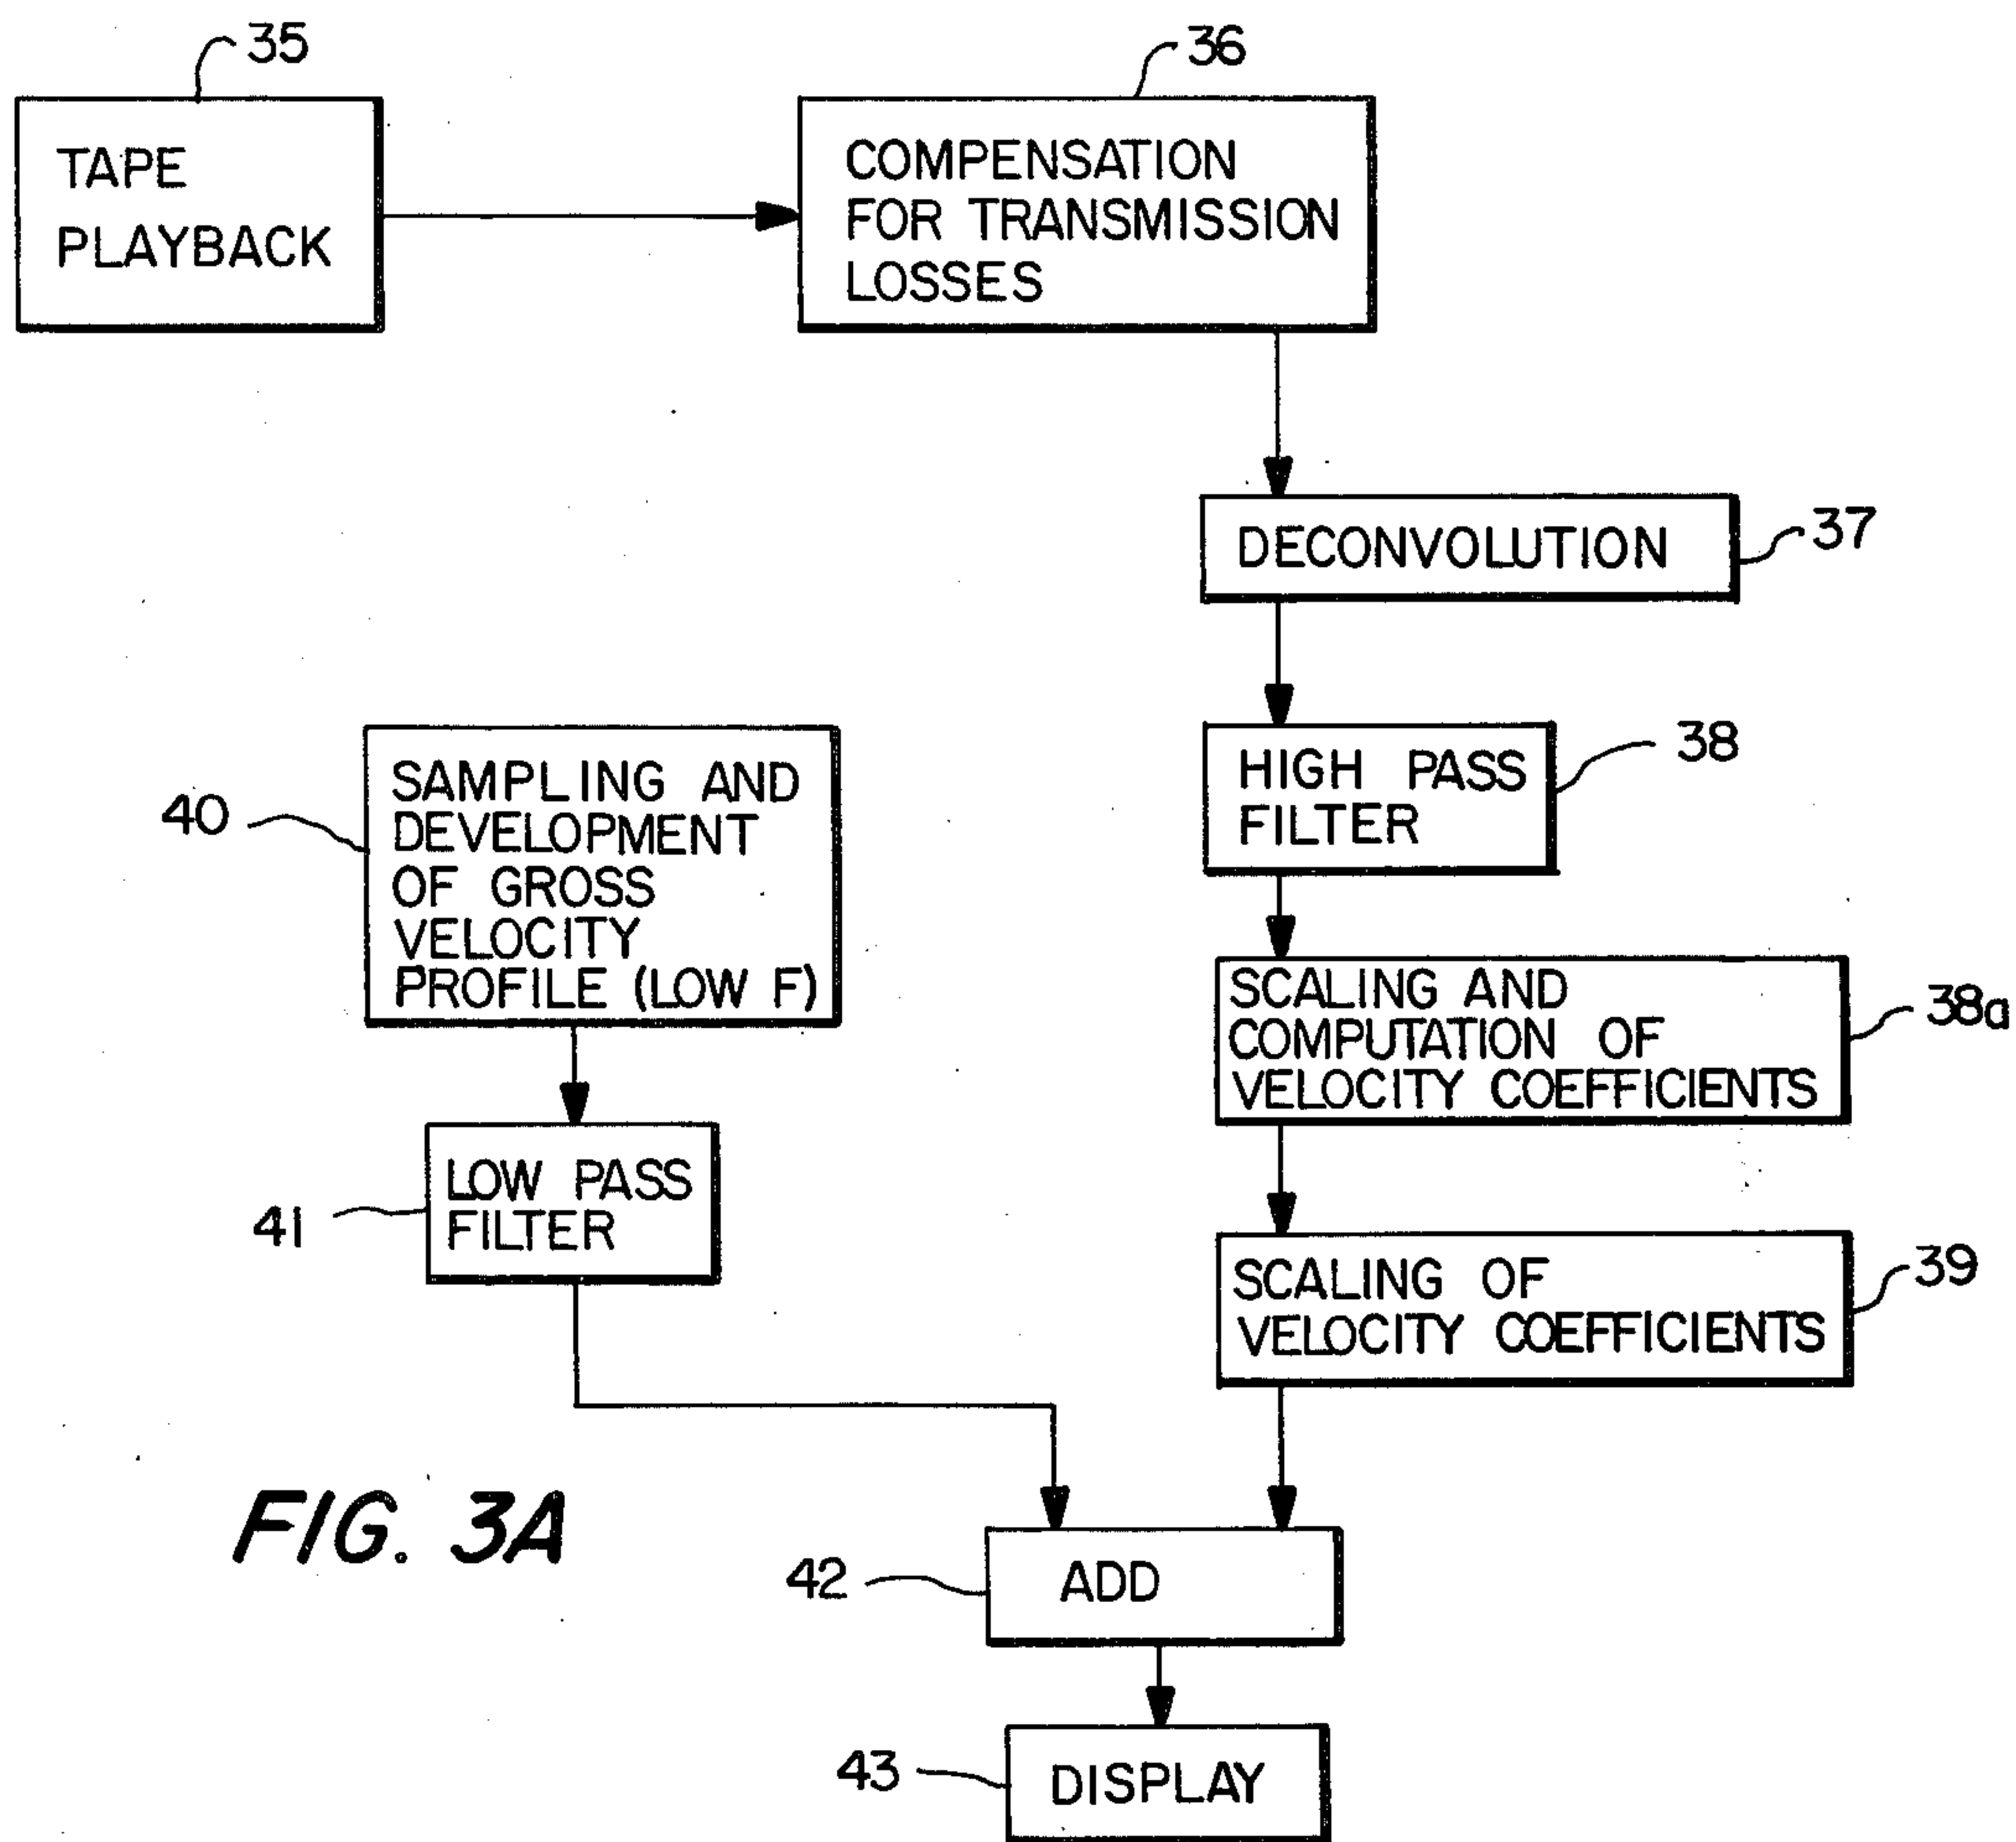 35
TAPE
PLAYBACK
36
COMPENSATION
FOR TRANSMISSION
LOSSES
DECONVOLUTION
37
HIGH PASS
FILTER
38
40
SAMPLING AND
DEVELOPMENT
OF GROSS
VELOCITY
PROFILE (LOW F)
SCALING AND
COMPUTATION OF
VELOCITY COEFFICIENTS
38a
41
LOW PASS
FILTER
SCALING OF
VELOCITY COEFFICIENTS
39
FIG. 3A
42
ADD
43
DISPLAY